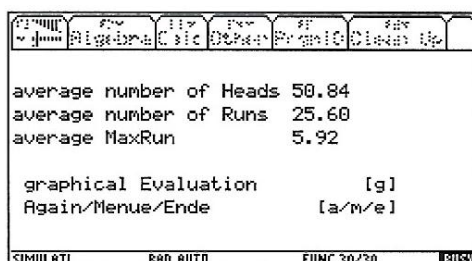 Algebra Calc Other PrgmIO Clean Up
average number of Heads 50.84
average number of Runs 25.60
average MaxRun 5.92
graphical Evaluation [g]
Again/Menue/Ende [a/m/e]
SIMULATI RAD AUTO FUNC 30/30